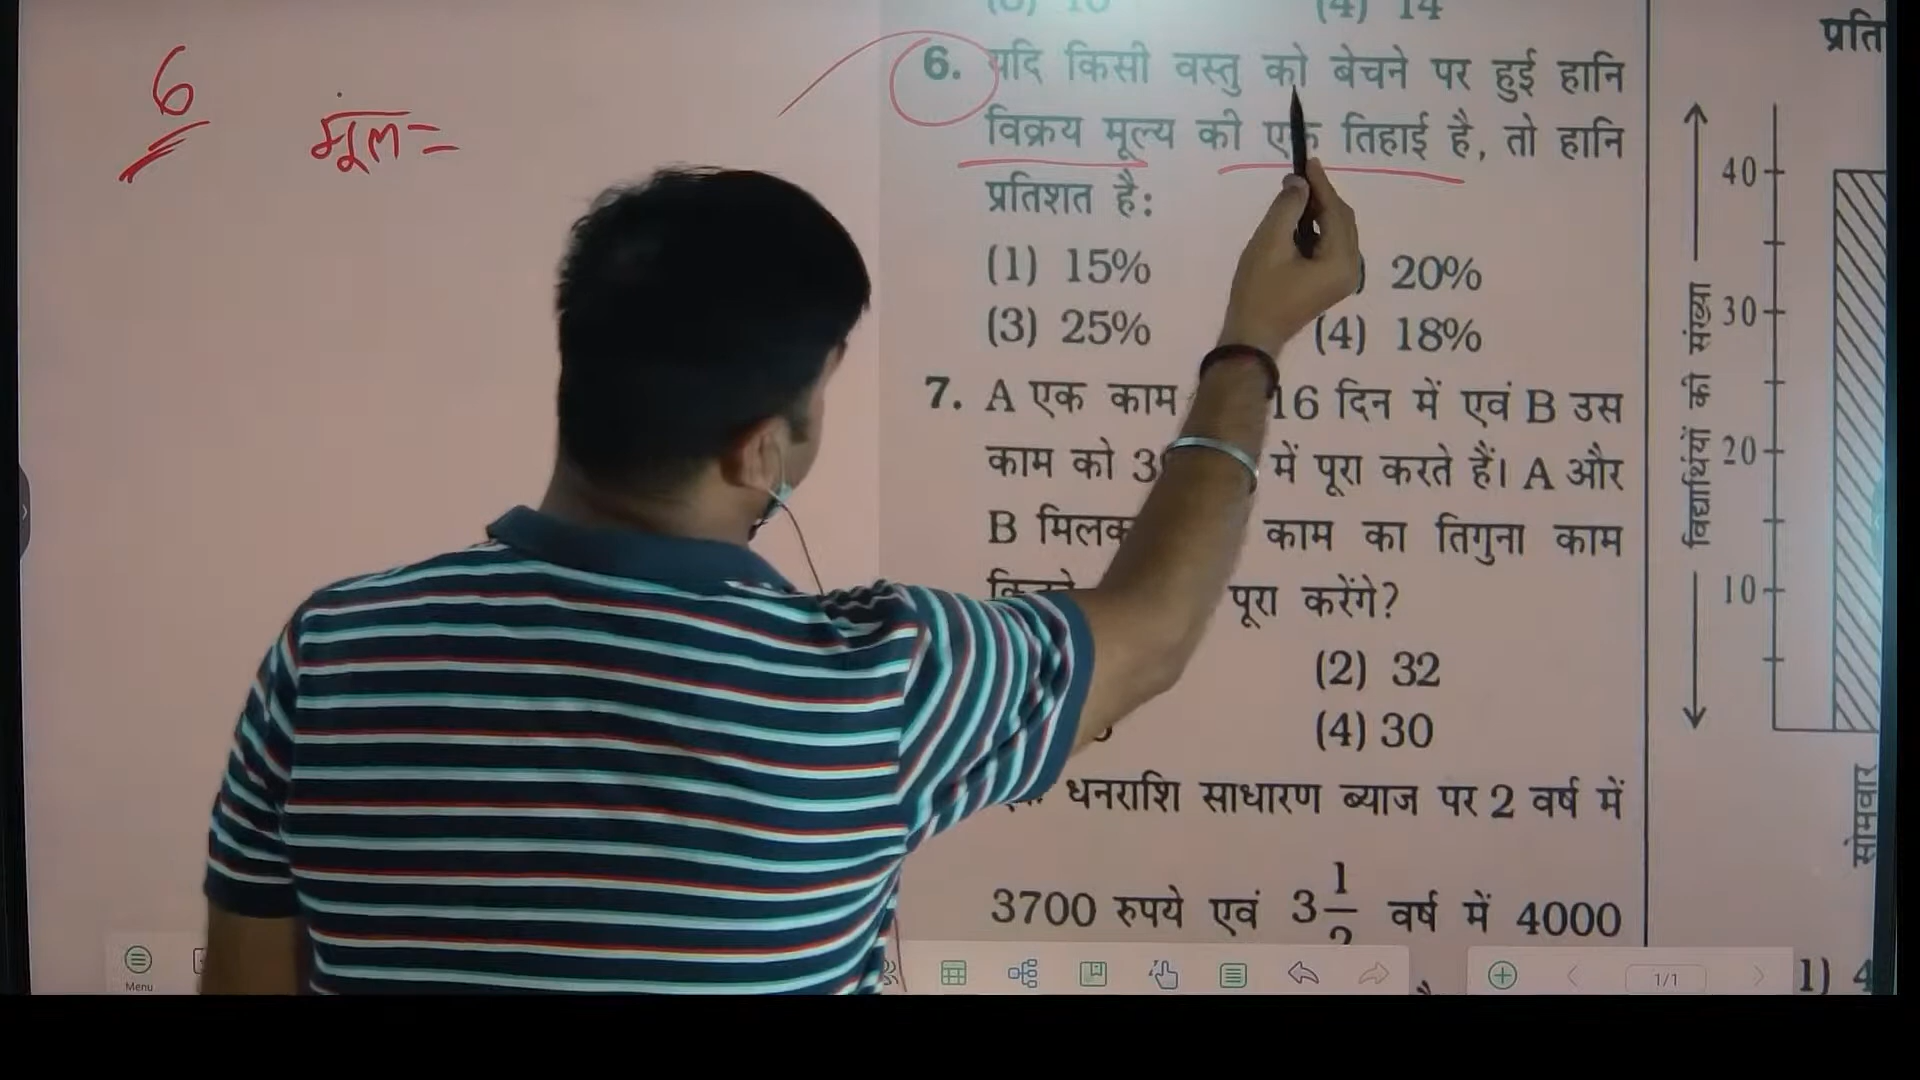 (4) 14
प्रति
6
मूल=
6. यदि किसी वस्तु को बेचने पर हुई हानि
विक्रय मूल्य की एक तिहाई है, तो हानि
प्रतिशत है:
(1) 15% 20%
(3) 25% (4) 18%
7. A एक काम 16 दिन में एवं B उस
काम को 3 में पूरा करते हैं। A और
B काम का तिगुना काम
पूरा करेंगे?
(2) 32
(4) 30
धनराशि साधारण ब्याज पर 2 वर्ष में
3700 रुपये एवं 3 1/2 वर्ष में 4000
विद्यार्थियों की संख्या
40
30
20
10
सोमवार
Menu
1/1
1) 4